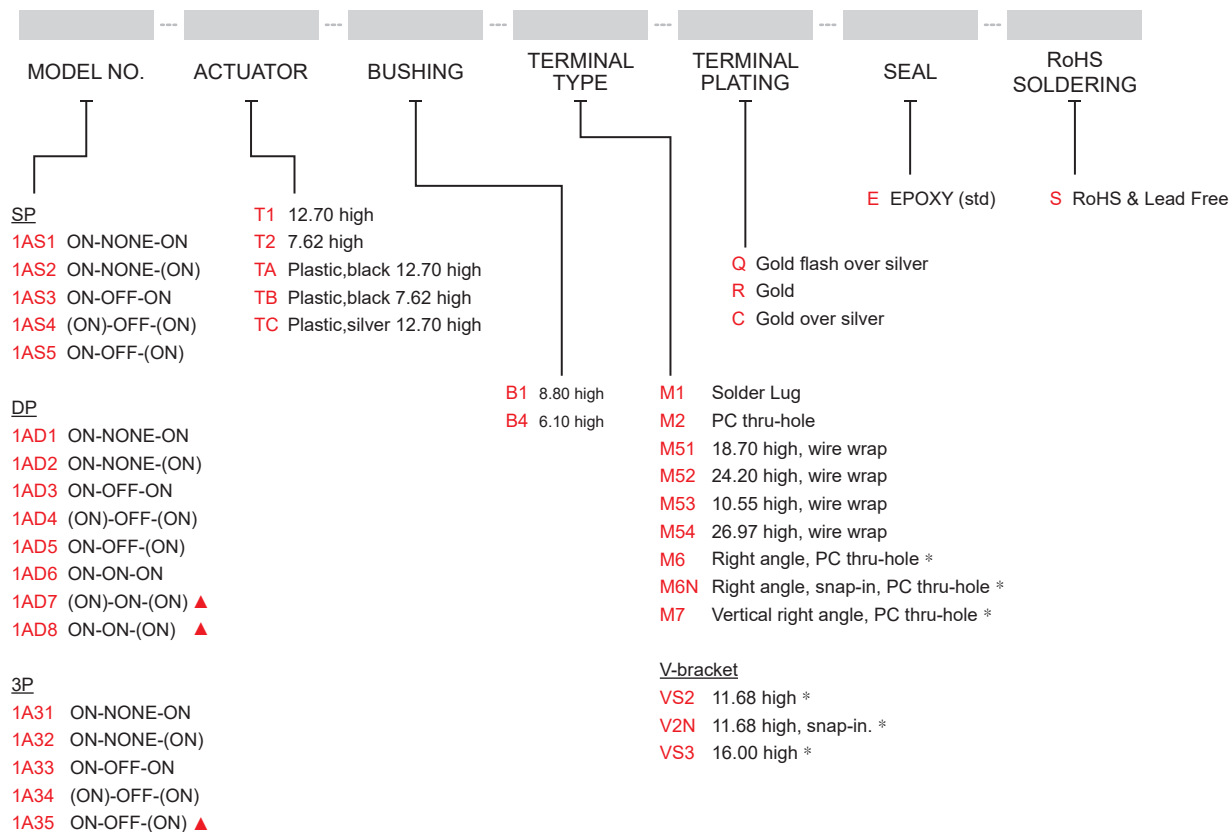 MODEL NO.
ACTUATOR
BUSHING
TERMINAL
TYPE
TERMINAL
PLATING
SEAL
RoHS
SOLDERING
SP
1AS1 ON-NONE-ON
1AS2 ON-NONE-(ON)
1AS3 ON-OFF-ON
1AS4 (ON)-OFF-(ON)
1AS5 ON-OFF-(ON)
DP
1AD1 ON-NONE-ON
1AD2 ON-NONE-(ON)
1AD3 ON-OFF-ON
1AD4 (ON)-OFF-(ON)
1AD5 ON-OFF-(ON)
1AD6 ON-ON-ON
1AD7 (ON)-ON-(ON) ▲
1AD8 ON-ON-(ON) ▲
3P
1A31 ON-NONE-ON
1A32 ON-NONE-(ON)
1A33 ON-OFF-ON
1A34 (ON)-OFF-(ON)
1A35 ON-OFF-(ON) ▲
T1 12.70 high
T2 7.62 high
TA Plastic,black 12.70 high
TB Plastic,black 7.62 high
TC Plastic,silver 12.70 high
B1 8.80 high
B4 6.10 high
M1 Solder Lug
M2 PC thru-hole
M51 18.70 high, wire wrap
M52 24.20 high, wire wrap
M53 10.55 high, wire wrap
M54 26.97 high, wire wrap
M6 Right angle, PC thru-hole *
M6N Right angle, snap-in, PC thru-hole *
M7 Vertical right angle, PC thru-hole *
V-bracket
VS2 11.68 high *
V2N 11.68 high, snap-in. *
VS3 16.00 high *
Q Gold flash over silver
R Gold
C Gold over silver
E EPOXY (std)
S RoHS & Lead Free